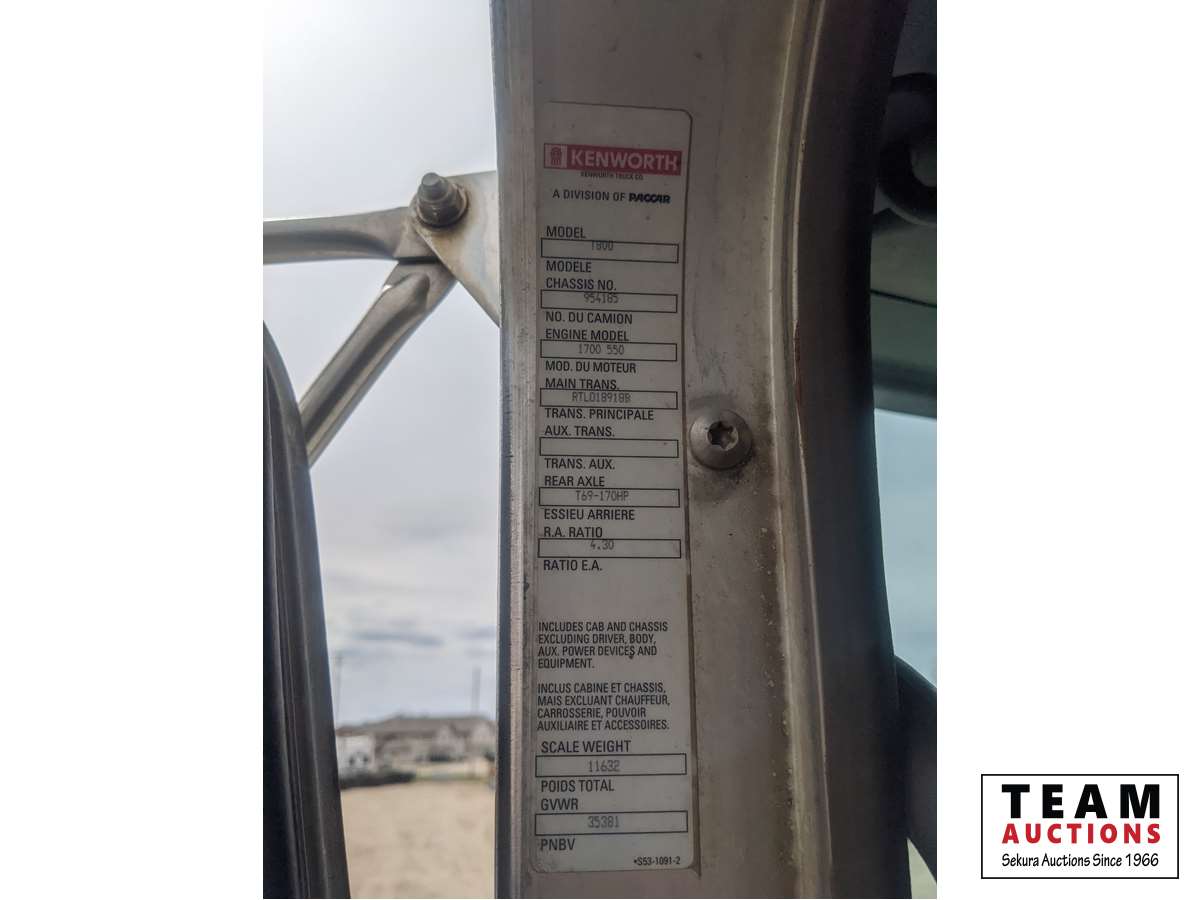 KENWORTH
KENWORTH TRUCK CO.
A DIVISION OF PACCAR
MODEL
T800
MODELE
CHASSIS NO.
954185
NO. DU CAMION
ENGINE MODEL
1700 550
MOD. DU MOTEUR
MAIN TRANS.
RTLO18918B
TRANS. PRINCIPALE
AUX. TRANS.
TRANS. AUX.
REAR AXLE
T69-170HP
ESSIEU ARRIERE
R.A. RATIO
4.30
RATIO E.A.
INCLUDES CAB AND CHASSIS
EXCLUDING DRIVER, BODY,
AUX. POWER DEVICES AND
EQUIPMENT.
INCLUS CABINE ET CHASSIS,
MAIS EXCLUANT CHAUFFEUR,
CARROSSERIE, POUVOIR
AUXILIAIRE ET ACCESSOIRES.
SCALE WEIGHT
11632
POIDS TOTAL
GVWR
35381
PNBV
*S53-1091-2
TEAM
AUCTIONS
Sekura Auctions Since 1966